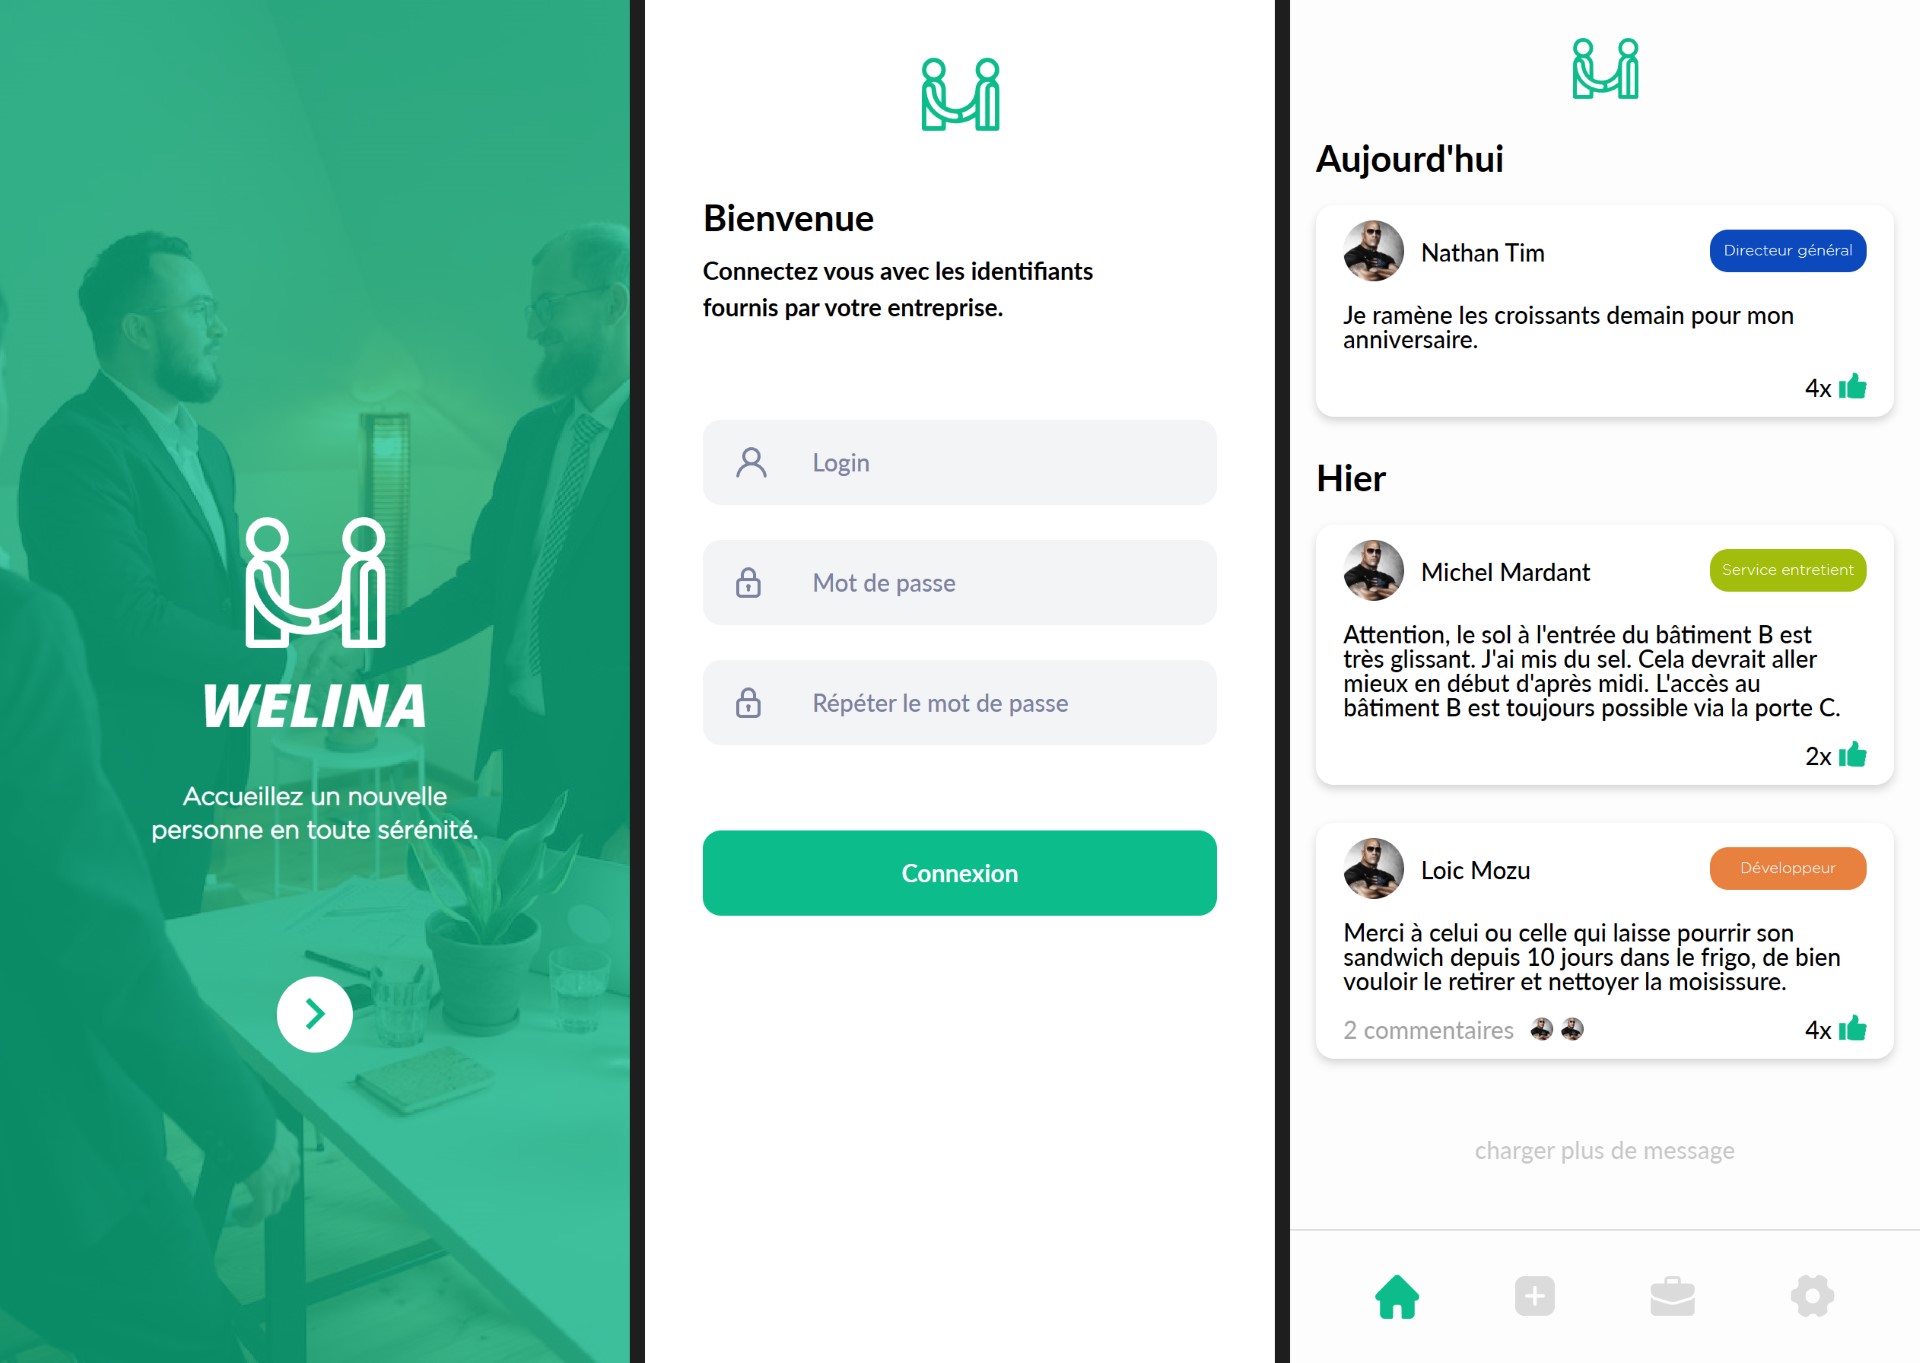 WELINA
Accueillez un nouvelle
personne en toute sérénité.
Bienvenue
Connectez vous avec les identifiants
fournis par votre entreprise.
Login
Mot de passe
Répéter le mot de passe
Connexion
Aujourd'hui
Nathan Tim
Directeur général
Je ramène les croissants demain pour mon
anniversaire.
4x
Hier
Michel Mardant
Service entretient
Attention, le sol à l'entrée du bâtiment B est
très glissant. J'ai mis du sel. Cela devrait aller
mieux en début d'après midi. L'accès au
bâtiment B est toujours possible via la porte C.
2x
Loic Mozu
Développeur
Merci à celui ou celle qui laisse pourrir son
sandwich depuis 10 jours dans le frigo, de bien
vouloir le retirer et nettoyer la moisissure.
2 commentaires
4x
charger plus de message